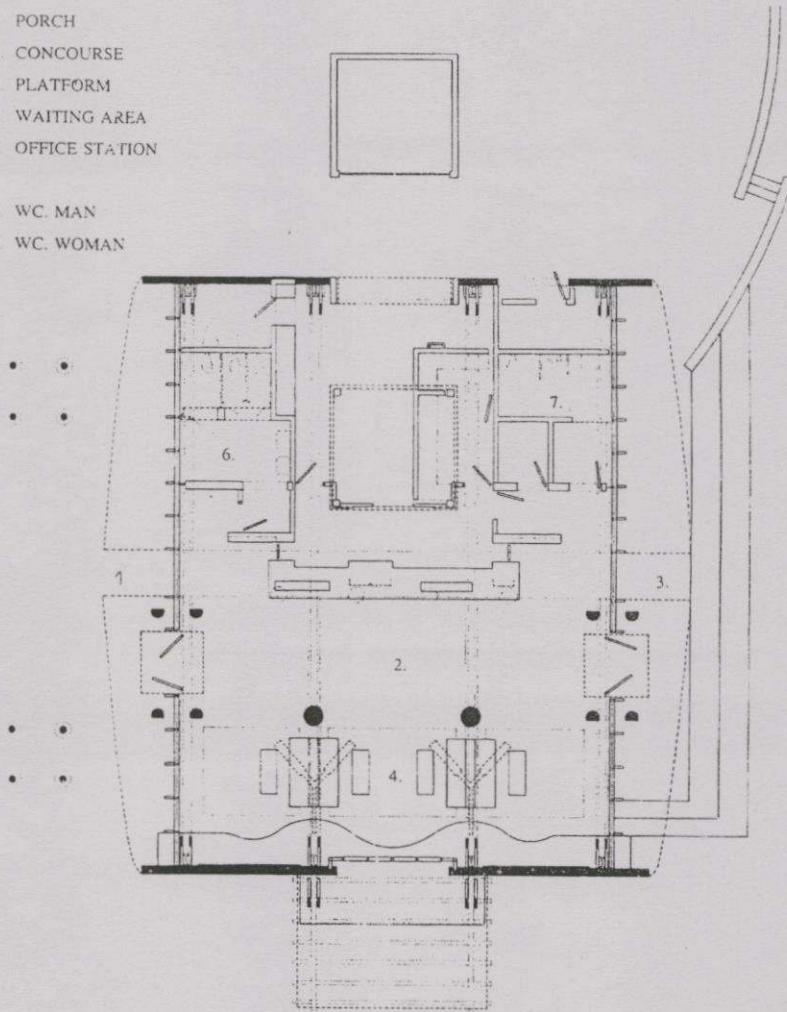 PORCH
CONCOURSE
PLATFORM
WAITING AREA
OFFICE STATION
WC. MAN
WC. WOMAN
7.
6.
1
3.
2.
4.